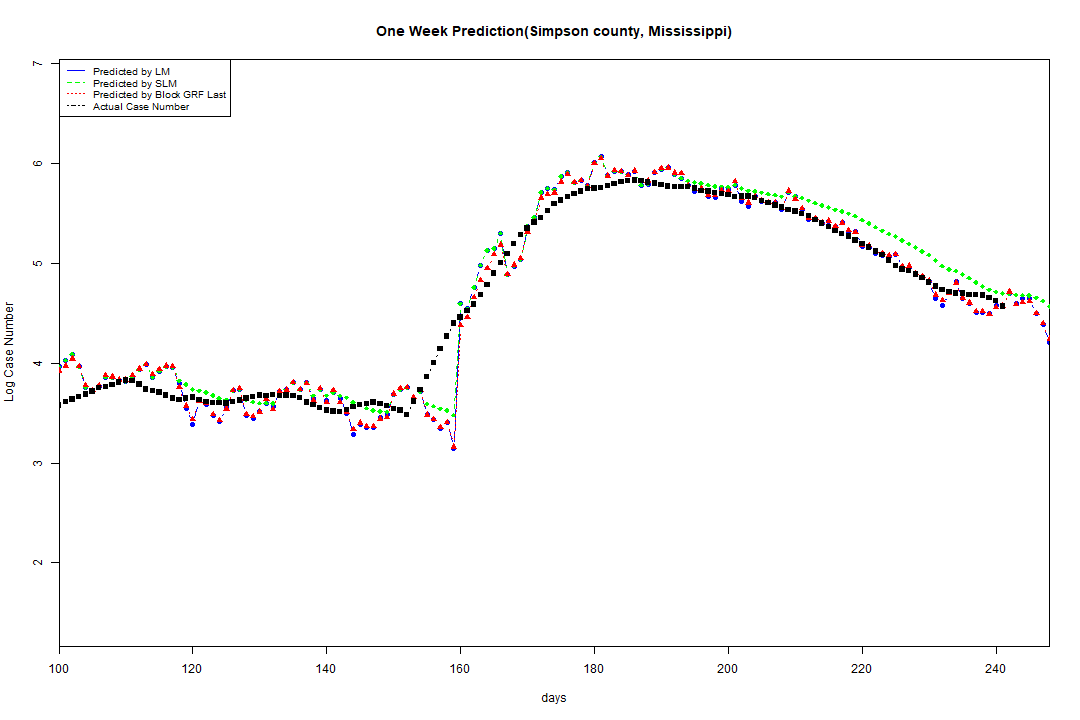 One Week Prediction(Simpson county, Mississippi)
Predicted by LM
Predicted by SLM
Predicted by Block GRF Last
Actual Case Number
7
6
5
4
3
2
Log Case Number
100 120 140 160 180 200 220 240
days